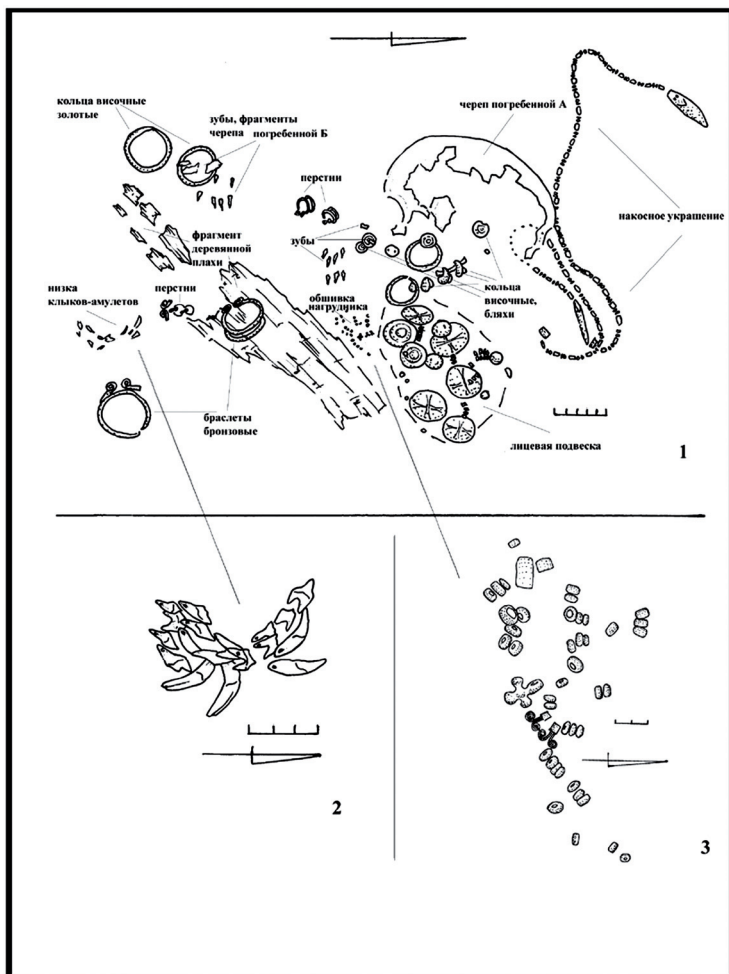 кольца височные
золотые
зубы, фрагменты
черепа погребенной Б
череп погребенной А
перстни
накосное украшение
зубы
фрагмент
деревянной
плахи
кольца
височные,
бляхи
низка
клыков-амулетов
перстни
обшивка
нагрудника
браслеты
бронзовые
лицевая подвеска
1
2
3